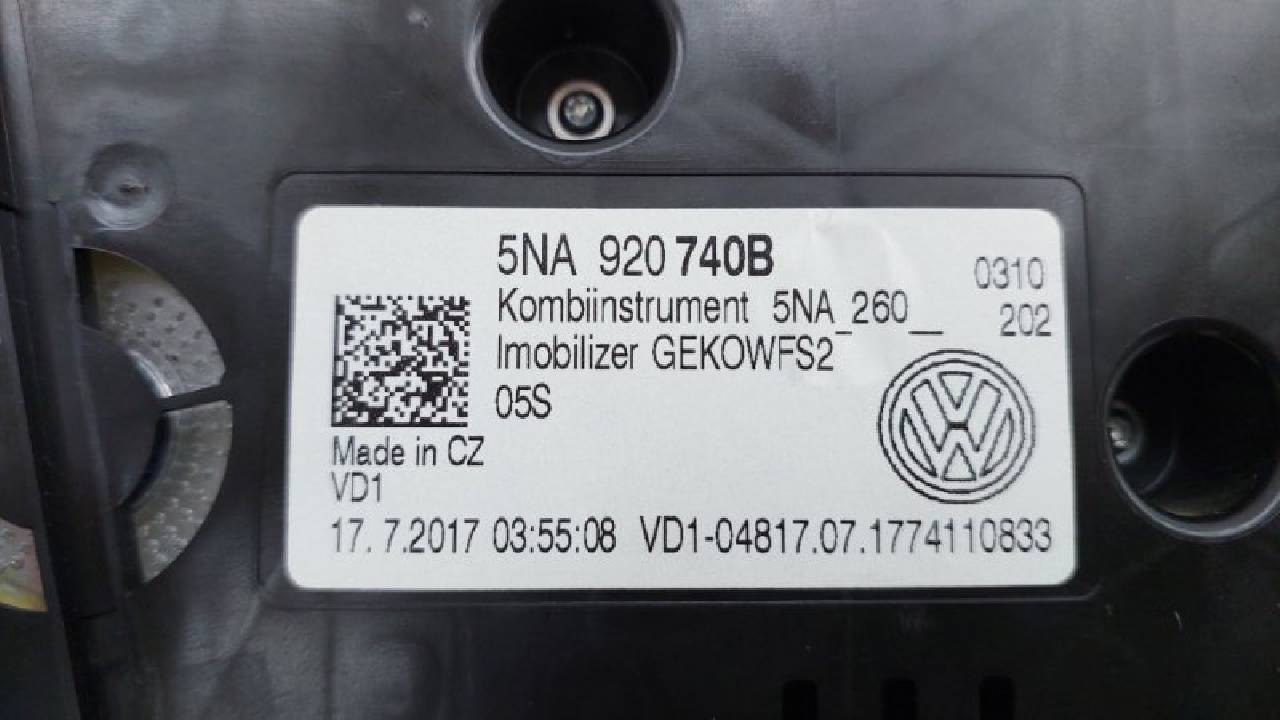 5NA 920 740B
0310
Kombiinstrument 5NA_260__ 202
Imobilizer GEKOWFS2
05S
Made in CZ
VD1
17. 7.2017 03:55:08 VD1-04817.07.1774110833